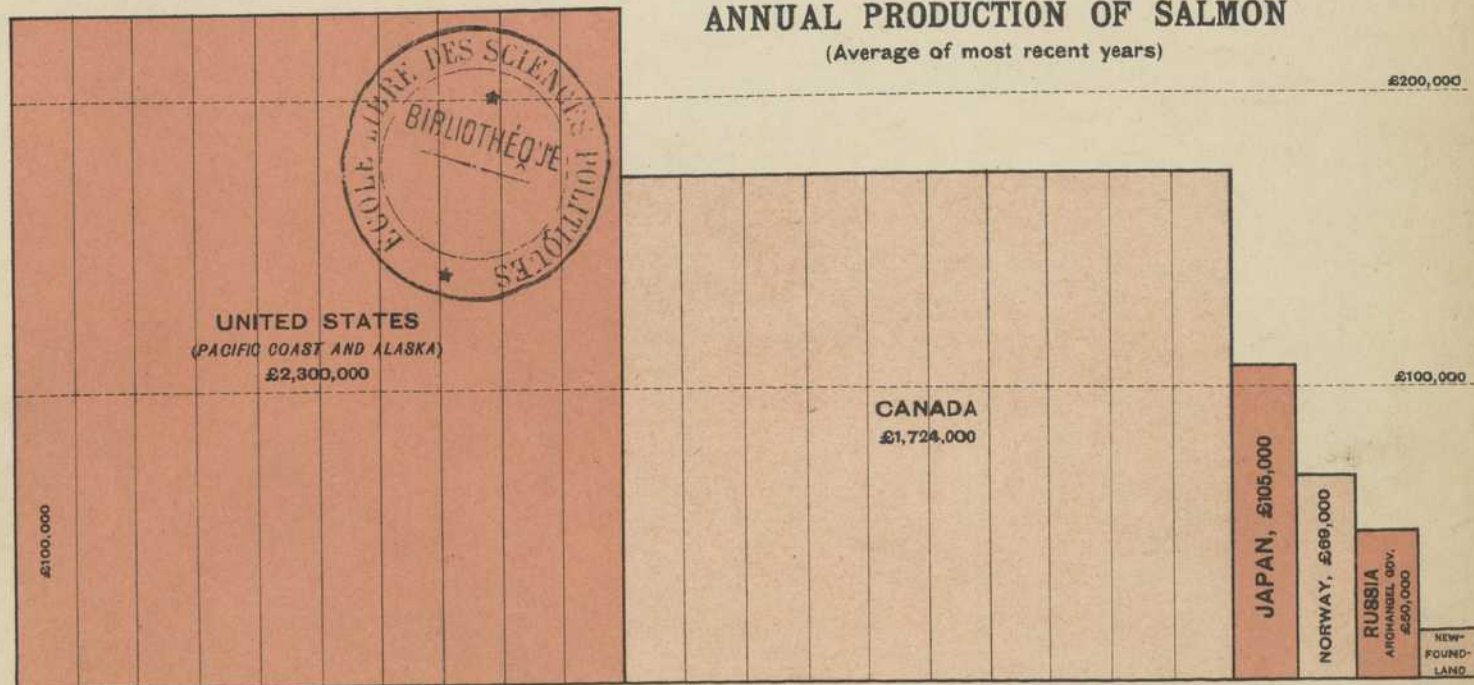 ANNUAL PRODUCTION OF SALMON
(Average of most recent years)
£200,000
ÉCOLE LIBRE DES SCIENCES POLITIQUES
BIBLIOTHÉQUE
UNITED STATES
(PACIFIC COAST AND ALASKA)
£2,300,000
£100,000
CANADA
£1,724,000
£100,000
JAPAN, £105,000
NORWAY, £69,000
RUSSIA
ARCHANGEL GOV.
£50,000
NEW-
FOUND-
LAND